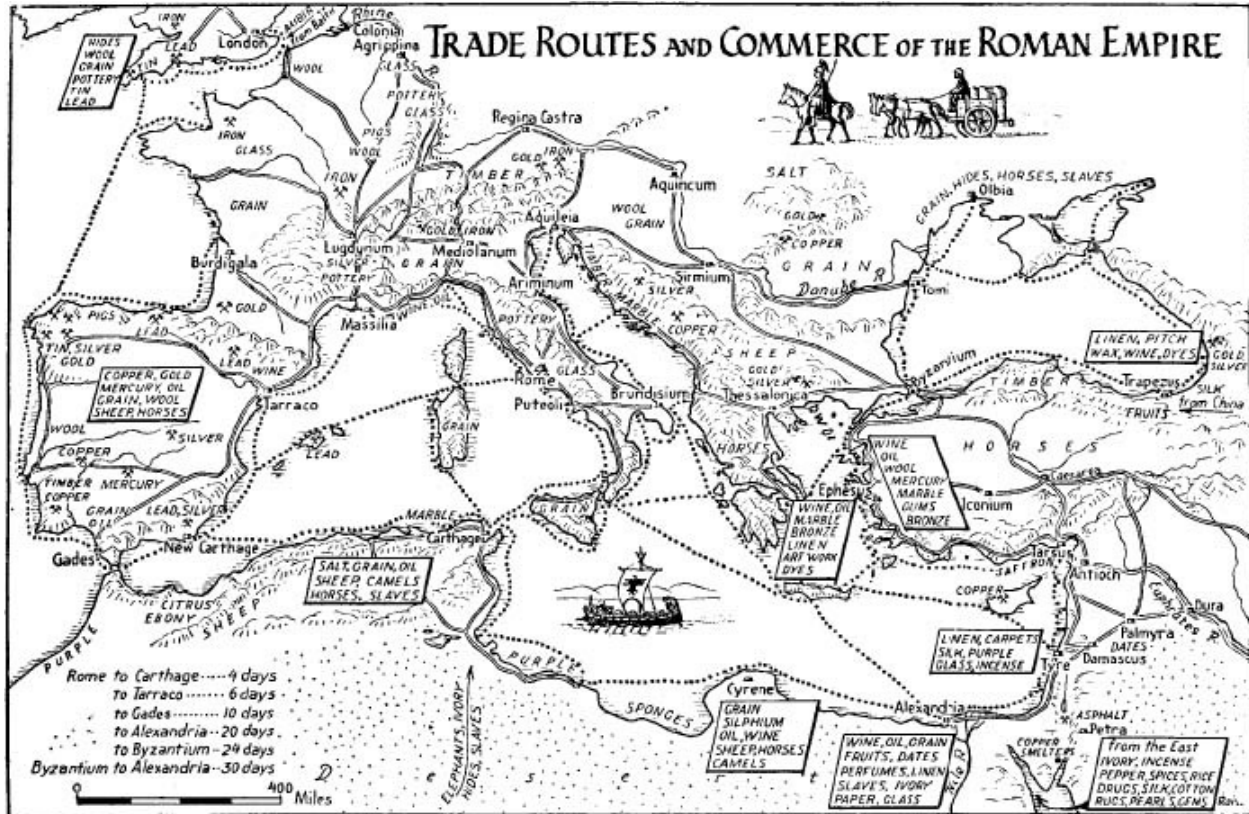 TRADE ROUTES AND COMMERCE OF THE ROMAN EMPIRE
IRON
HIDES
WOOL
GRAIN
POTTERY
TIN
LEAD
TIN
LEAD
London
AMBER
from Baltic
Rhine
Colonia
Agrippina
GLASS
WOOL
POTTERY
GLASS
PIGS
WOOL
IRON
GLASS
IRON
GRAIN
Regina Castra
GOLD
IRON
TIMBER
Aquincum
SALT
GOLD
COPPER
GRAIN
GRAIN, HIDES, HORSES, SLAVES
Olbia
Burdigala
Lugdunum
SILVER
POTTERY
GOLD
IRON
Mediolanum
GRAIN
Aquileia
WOOL
GRAIN
Sirmium
Danube
R
Tomi
Ariminum
TIMBER
MARBLE
SILVER
COPPER
SHEEP
GOLD
SILVER
PIGS
LEAD
GOLD
Massilia
WINE, OIL
POTTERY
TIN, SILVER
GOLD
LEAD
WINE
COPPER, GOLD
MERCURY, OIL
GRAIN, WOOL
SHEEP, HORSES
Tarraco
GRAIN
Rome
GLASS
Puteoli
Brundisium
Thessalonica
Byzantium
TIMBER
LINEN, PITCH
WAX, WINE, DYES
Trapezus
GOLD
SILVER
SILK
from China
FRUITS
WOOL
SILVER
COPPER
MERCURY
LEAD
TIMBER
COPPER
GRAIN
OIL
LEAD, SILVER
HORSES
HORSES
WINE
OIL
WOOL
MERCURY
MARBLE
GUMS
BRONZE
Caesarea
Iconium
Ephesus
WINE, OIL
MARBLE
BRONZE
LINEN
ART WORK
DYES
GRAIN
MARBLE
Carthage
New Carthage
Gades
SALT, GRAIN, OIL
SHEEP, CAMELS
HORSES, SLAVES
CITRUS
EBONY
SHEEP
PURPLE
Tarsus
SAFFRON
Antioch
COPPER
Euphrates R
Dura
Palmyra
DATES
Damascus
LINEN, CARPETS
SILK, PURPLE
GLASS, INCENSE
Tyre
PURPLE
Cyrene
SPONGES
GRAIN
SILPHIUM
OIL, WINE
SHEEP, HORSES
CAMELS
Alexandria
WINE, OIL, GRAIN
FRUITS, DATES
PERFUMES, LINEN
SLAVES, IVORY
PAPER, GLASS
Nile R
ASPHALT
Petra
COPPER
SMELTERS
from the East
IVORY, INCENSE
PEPPER, SPICES, RICE
DRUGS, SILK, COTTON
RUGS, PEARLS, GEMS
ELEPHANTS, IVORY
HIDES, SLAVES
Desert
Rome to Carthage 4 days
to Tarraco 6 days
to Gades 10 days
to Alexandria 20 days
to Byzantium 24 days
Byzantium to Alexandria 30 days
0 400
Miles